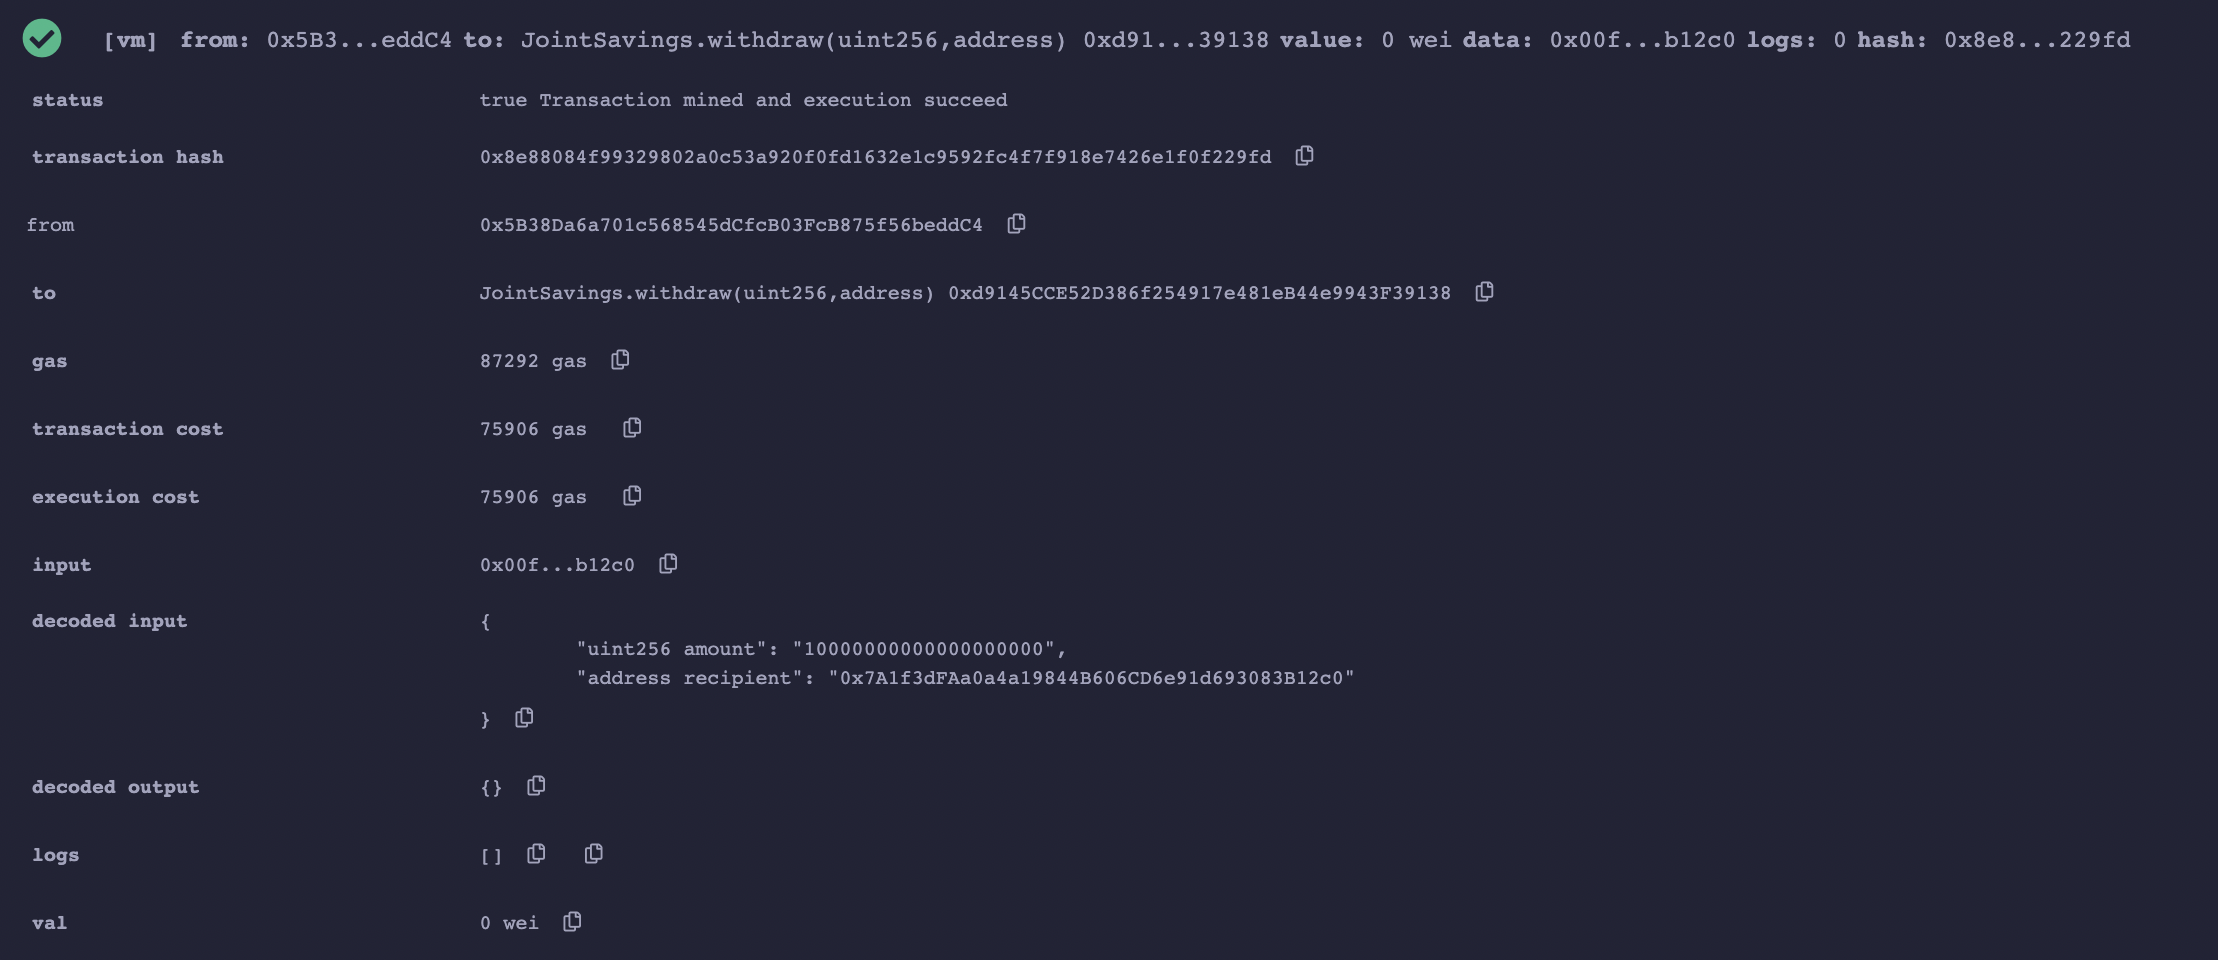 [vm] from: 0x5B3...eddC4 to: JointSavings.withdraw(uint256,address) 0xd91...39138 value: 0 wei data: 0x00f...b12c0 logs: 0 hash: 0x8e8...229fd
status true Transaction mined and execution succeed
transaction hash 0x8e88084f99329802a0c53a920f0fd1632e1c9592fc4f7f918e7426e1f0f229fd
from 0x5B38Da6a701c568545dCfcB03FcB875f56beddC4
to JointSavings.withdraw(uint256,address) 0xd9145CCE52D386f254917e481eB44e9943F39138
gas 87292 gas
transaction cost 75906 gas
execution cost 75906 gas
input 0x00f...b12c0
decoded input {
"uint256 amount": "10000000000000000000",
"address recipient": "0x7A1f3dFAa0a4a19844B606CD6e91d693083B12c0"
}
decoded output {}
logs []
val 0 wei